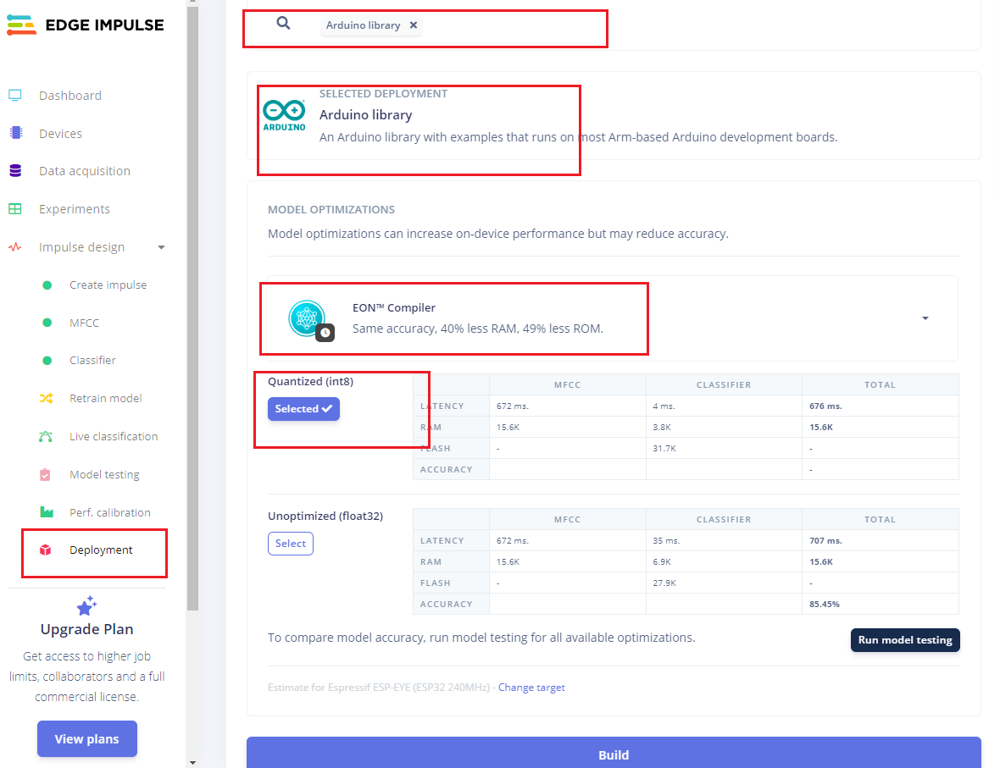 EDGE IMPULSE
Dashboard
Devices
Data acquisition
Experiments
Impulse design
Create impulse
MFCC
Classifier
Retrain model
Live classification
Model testing
Perf. calibration
Deployment
Upgrade Plan
Get access to higher job
limits, collaborators and a full
commercial license.
View plans
Arduino library ×
SELECTED DEPLOYMENT
ARDUINO
Arduino library
An Arduino library with examples that runs on most Arm-based Arduino development boards.
MODEL OPTIMIZATIONS
Model optimizations can increase on-device performance but may reduce accuracy.
EON™ Compiler
Same accuracy, 40% less RAM, 49% less ROM.
Quantized (int8)
Selected
MFCC CLASSIFIER TOTAL
LATENCY 672 ms. 4 ms. 676 ms.
RAM 15.6K 3.8K 15.6K
FLASH - 31.7K -
ACCURACY -
Unoptimized (float32)
Select
MFCC CLASSIFIER TOTAL
LATENCY 672 ms. 35 ms. 707 ms.
RAM 15.6K 6.9K 15.6K
FLASH - 27.9K -
ACCURACY 85.45%
To compare model accuracy, run model testing for all available optimizations.
Run model testing
Estimate for Espressif ESP-EYE (ESP32 240MHz) - Change target
Build